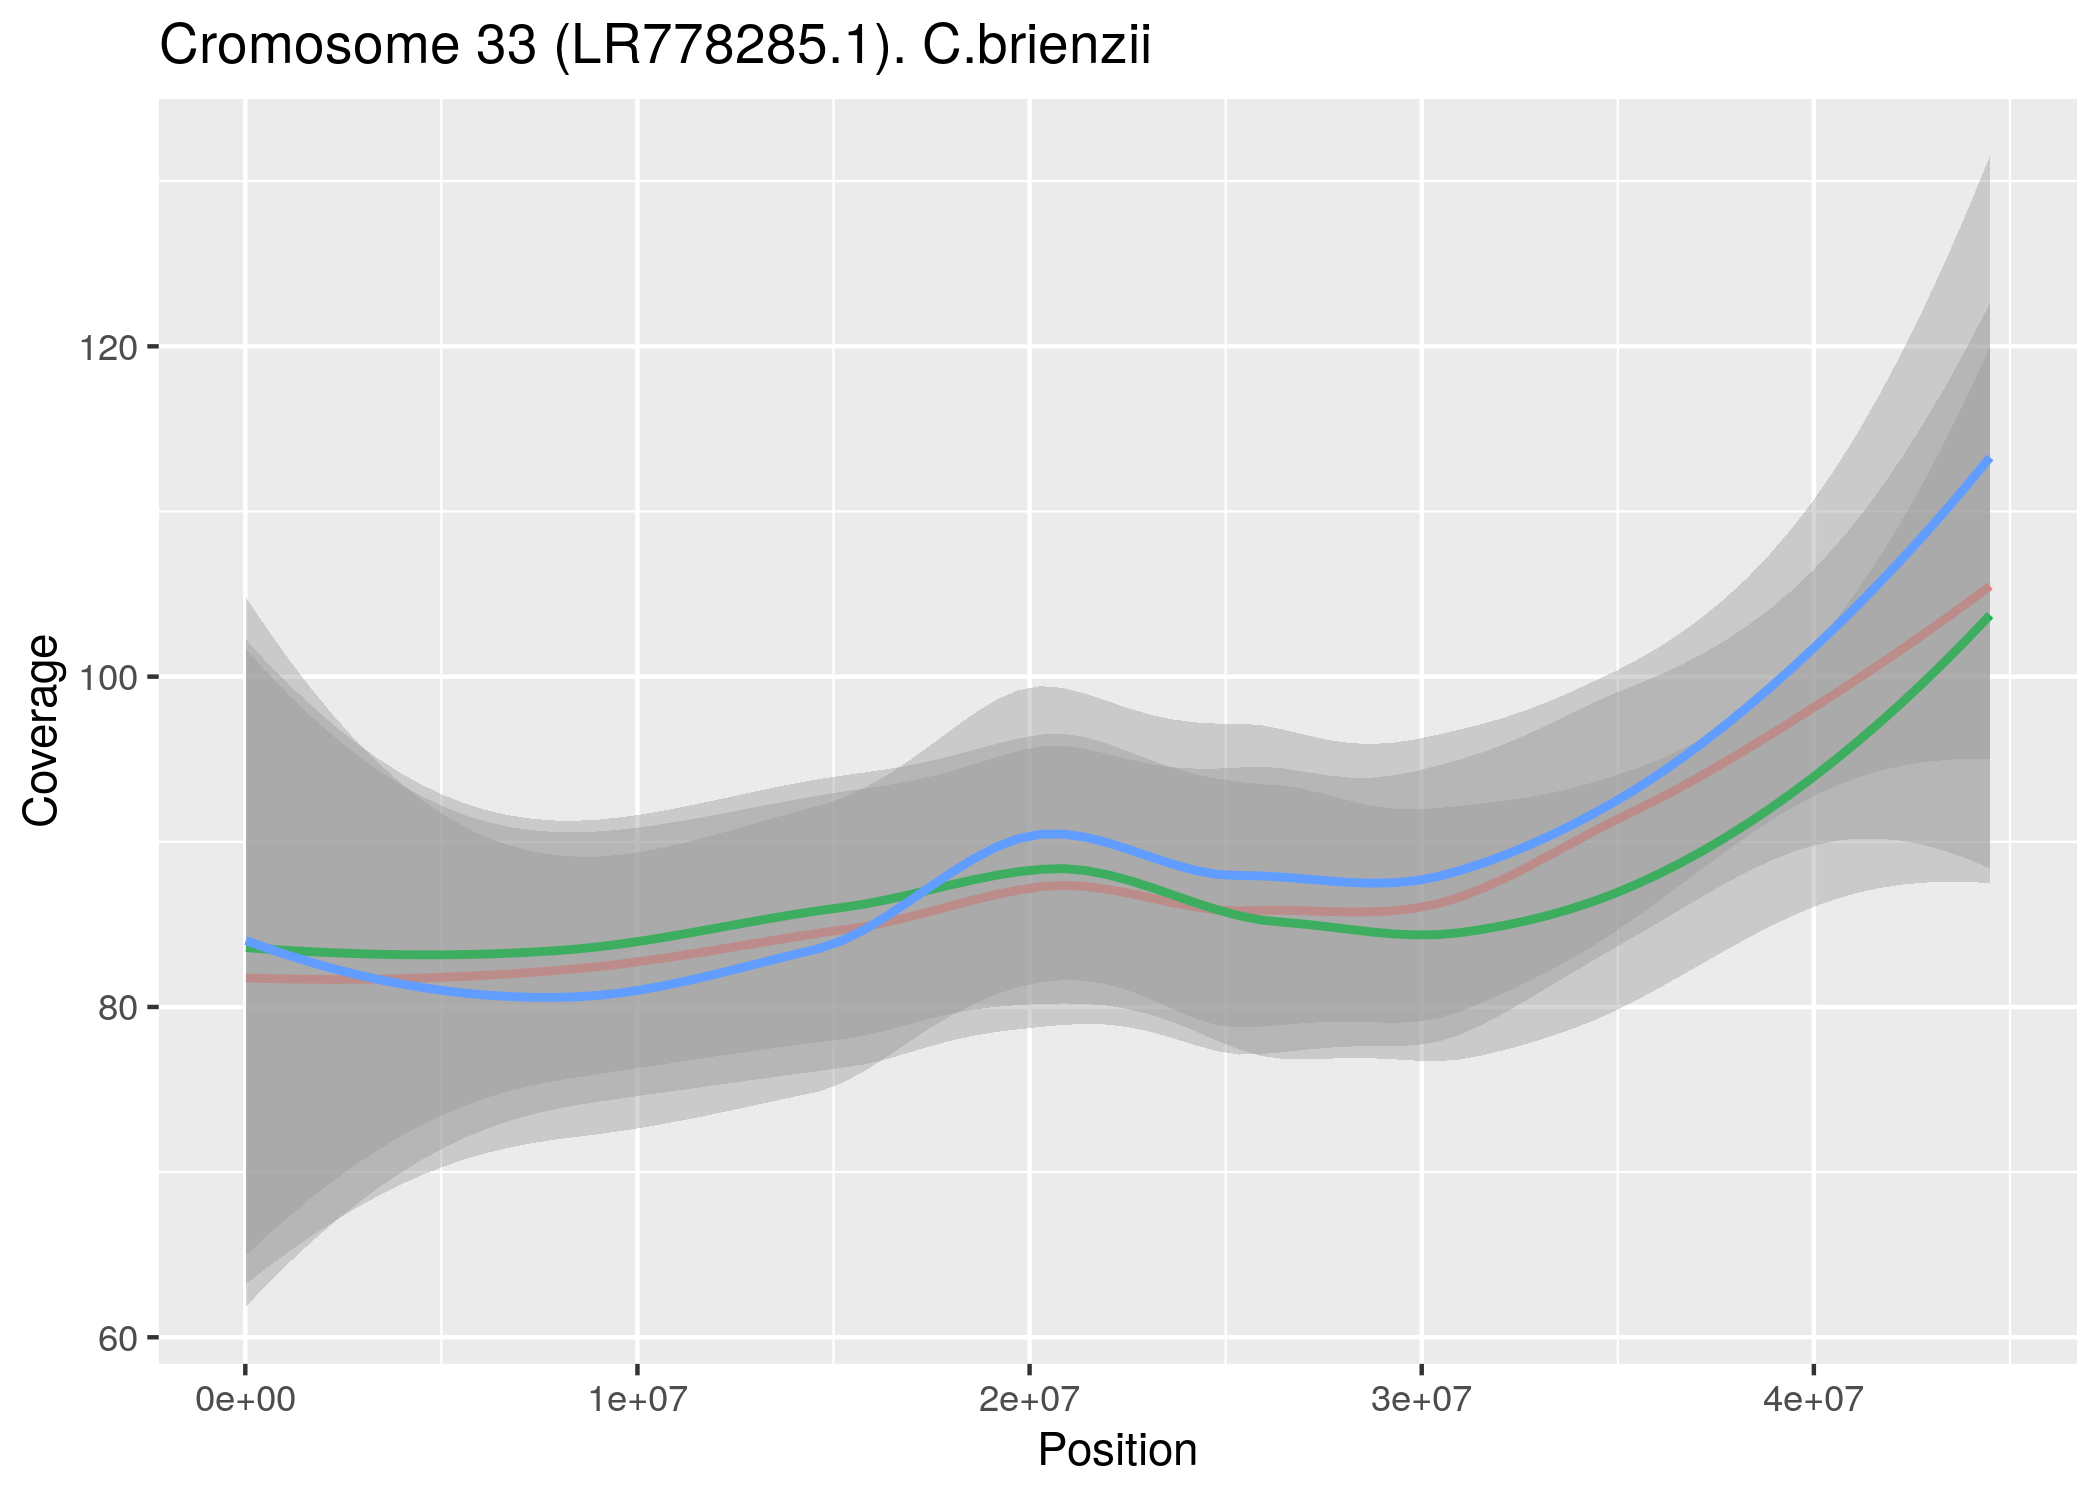 Cromosome 33 (LR778285.1). C.brienzii
120
100
80
60
Coverage
0e+00 1e+07 2e+07 3e+07 4e+07
Position